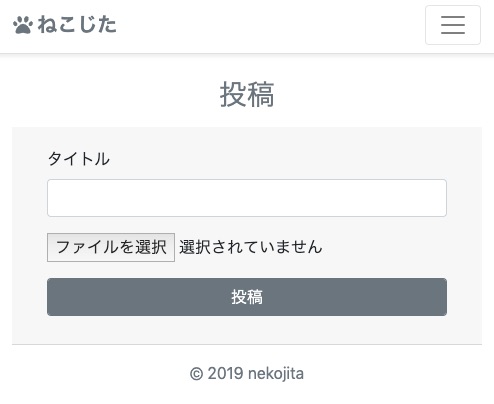 ねこじた
投稿
タイトル
ファイルを選択 選択されていません
投稿
© 2019 nekojita